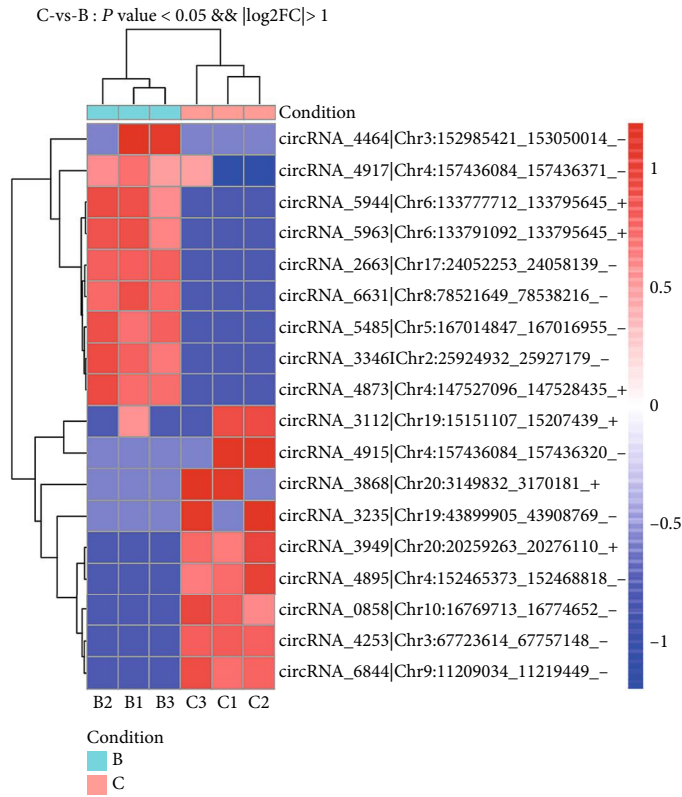 C-vs-B : P value < 0.05 && |log2FC|> 1
Condition
circRNA_4464|Chr3:152985421_153050014_–
circRNA_4917|Chr4:157436084_157436371_–
circRNA_5944|Chr6:133777712_133795645_+
circRNA_5963|Chr6:133791092_133795645_+
circRNA_2663|Chr17:24052253_24058139_–
circRNA_6631|Chr8:78521649_78538216_–
circRNA_5485|Chr5:167014847_167016955_–
circRNA_3346IChr2:25924932_25927179_–
circRNA_4873|Chr4:147527096_147528435_+
circRNA_3112|Chr19:15151107_15207439_+
circRNA_4915|Chr4:157436084_157436320_–
circRNA_3868|Chr20:3149832_3170181_+
circRNA_3235|Chr19:43899905_43908769_–
circRNA_3949|Chr20:20259263_20276110_+
circRNA_4895|Chr4:152465373_152468818_–
circRNA_0858|Chr10:16769713_16774652_–
circRNA_4253|Chr3:67723614_67757148_–
circRNA_6844|Chr9:11209034_11219449_–
1
0.5
0
–0.5
–1
B2 B1 B3 C3 C1 C2
Condition
B
C